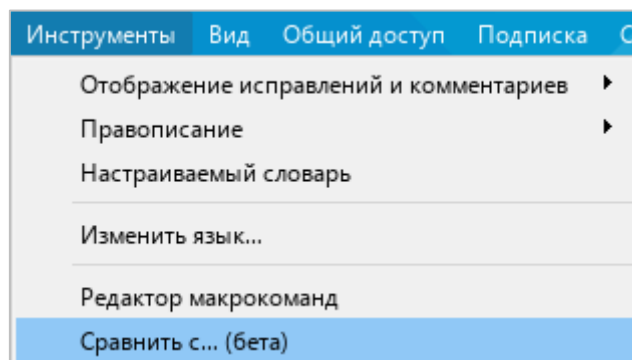 Инструменты Вид Общий доступ Подписка
Отображение исправлений и комментариев
Правописание
Настраиваемый словарь
Изменить язык...
Редактор макрокоманд
Сравнить с... (бета)